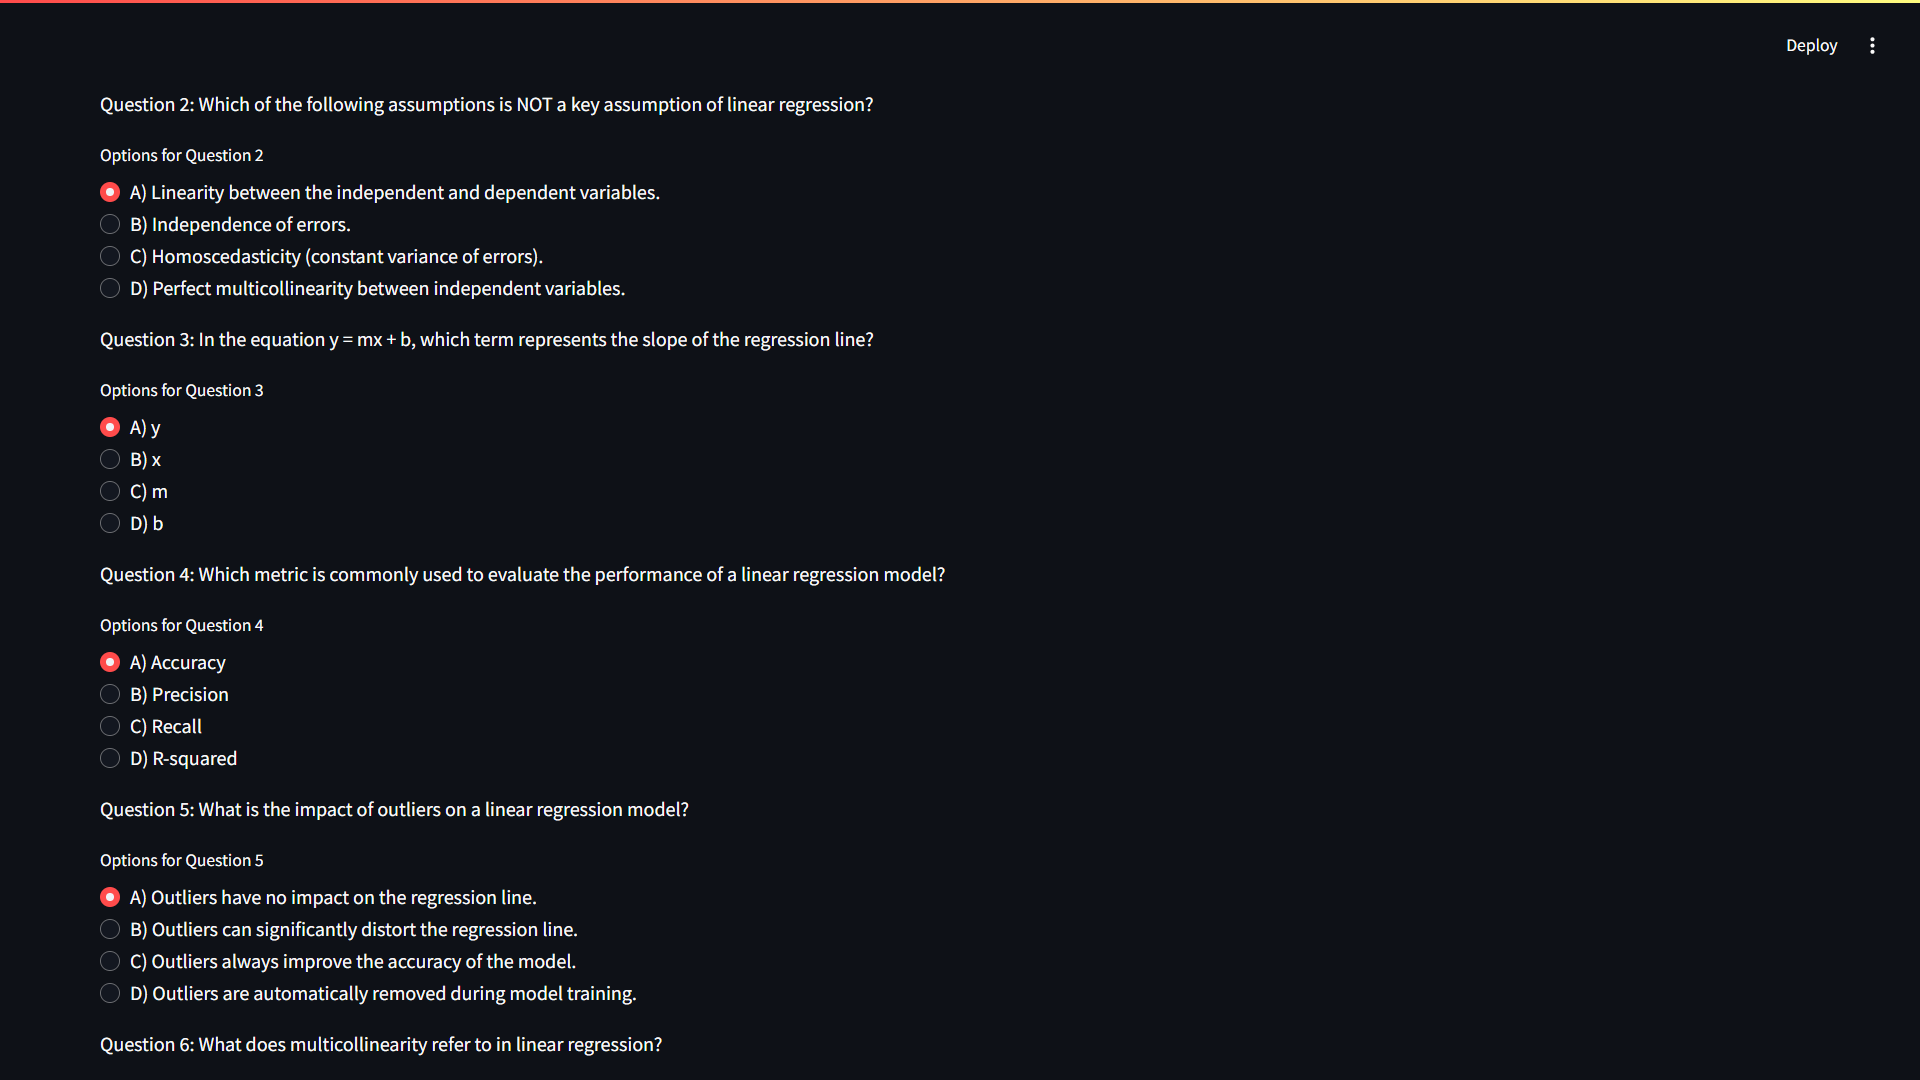 Deploy
Question 2: Which of the following assumptions is NOT a key assumption of linear regression?
Options for Question 2
A) Linearity between the independent and dependent variables.
B) Independence of errors.
C) Homoscedasticity (constant variance of errors).
D) Perfect multicollinearity between independent variables.
Question 3: In the equation y = mx + b, which term represents the slope of the regression line?
Options for Question 3
A) y
B) x
C) m
D) b
Question 4: Which metric is commonly used to evaluate the performance of a linear regression model?
Options for Question 4
A) Accuracy
B) Precision
C) Recall
D) R-squared
Question 5: What is the impact of outliers on a linear regression model?
Options for Question 5
A) Outliers have no impact on the regression line.
B) Outliers can significantly distort the regression line.
C) Outliers always improve the accuracy of the model.
D) Outliers are automatically removed during model training.
Question 6: What does multicollinearity refer to in linear regression?